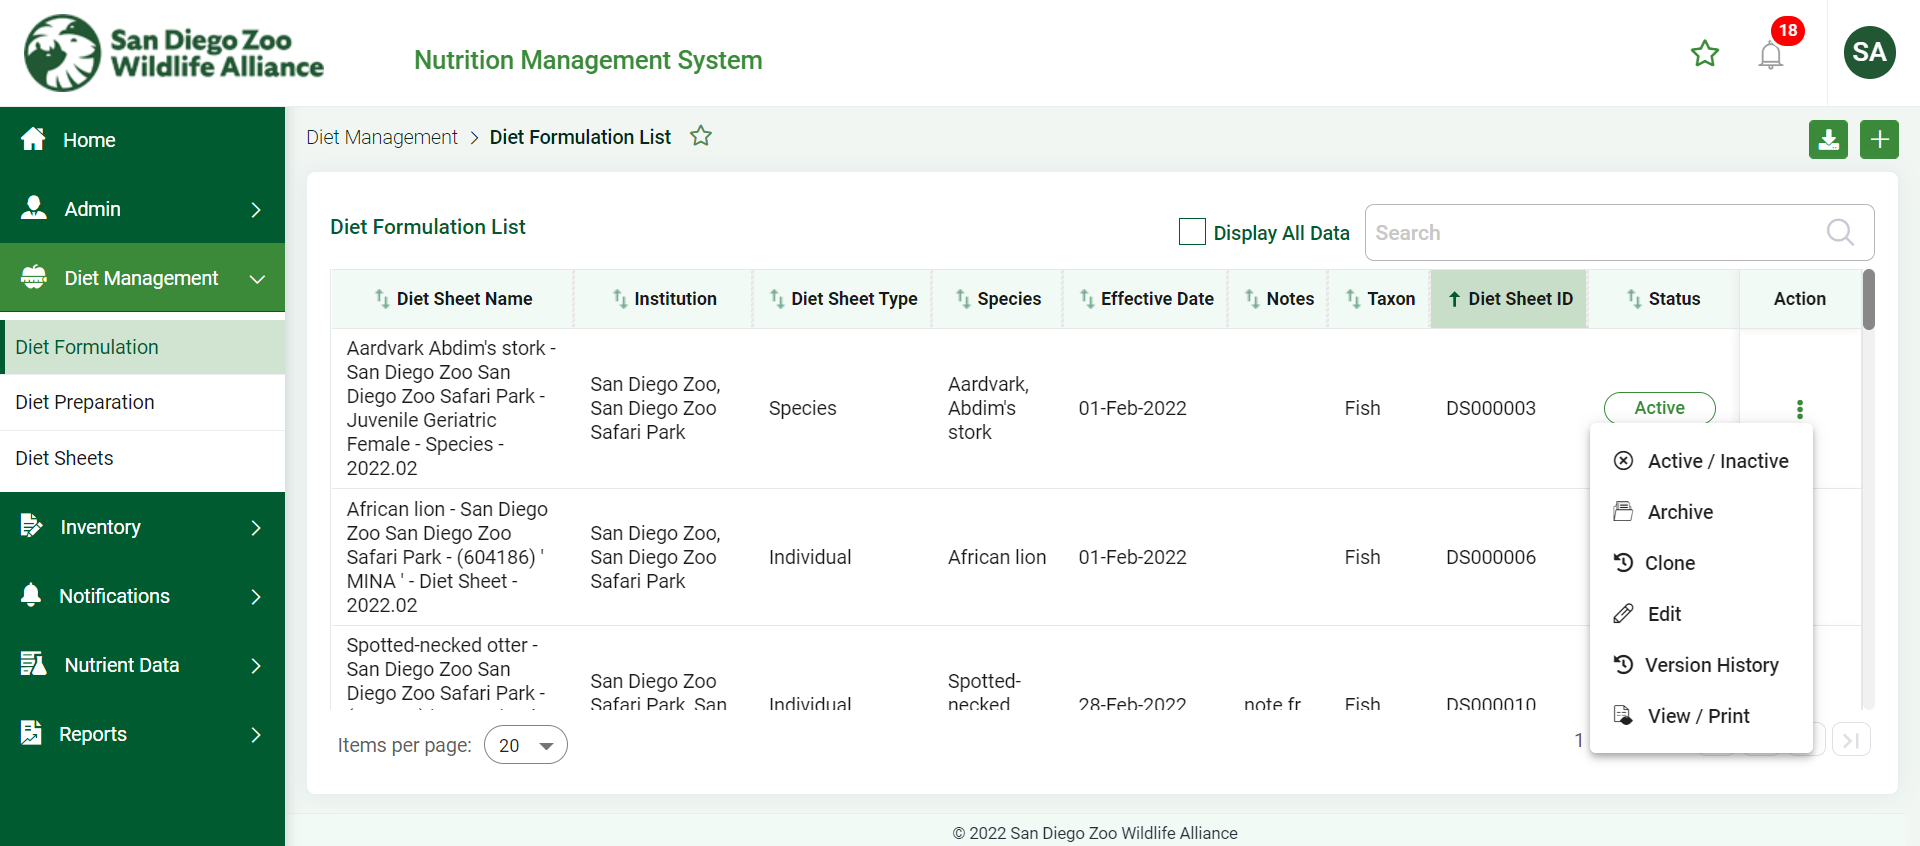 San Diego Zoo
Wildlife Alliance
Nutrition Management System
18
SA
Home
Admin
Diet Management
Diet Formulation
Diet Preparation
Diet Sheets
Inventory
Notifications
Nutrient Data
Reports
Diet Management > Diet Formulation List
Diet Formulation List
Display All Data
Search
Diet Sheet Name
Institution
Diet Sheet Type
Species
Effective Date
Notes
Taxon
Diet Sheet ID
Status
Action
Aardvark Abdim's stork -
San Diego Zoo San
Diego Zoo Safari Park -
Juvenile Geriatric
Female - Species -
2022.02
San Diego Zoo,
San Diego Zoo
Safari Park
Species
Aardvark,
Abdim's
stork
01-Feb-2022
Fish
DS000003
Active
African lion - San Diego
Zoo San Diego Zoo
Safari Park - (604186) '
MINA ' - Diet Sheet -
2022.02
San Diego Zoo,
San Diego Zoo
Safari Park
Individual
African lion
01-Feb-2022
Fish
DS000006
Spotted-necked otter -
San Diego Zoo San
Diego Zoo Safari Park -
San Diego Zoo
Safari Park, San
Individual
Spotted-
necked
28-Feb-2022
note fr
Fish
DS000010
Active / Inactive
Archive
Clone
Edit
Version History
View / Print
Items per page: 20
1
© 2022 San Diego Zoo Wildlife Alliance